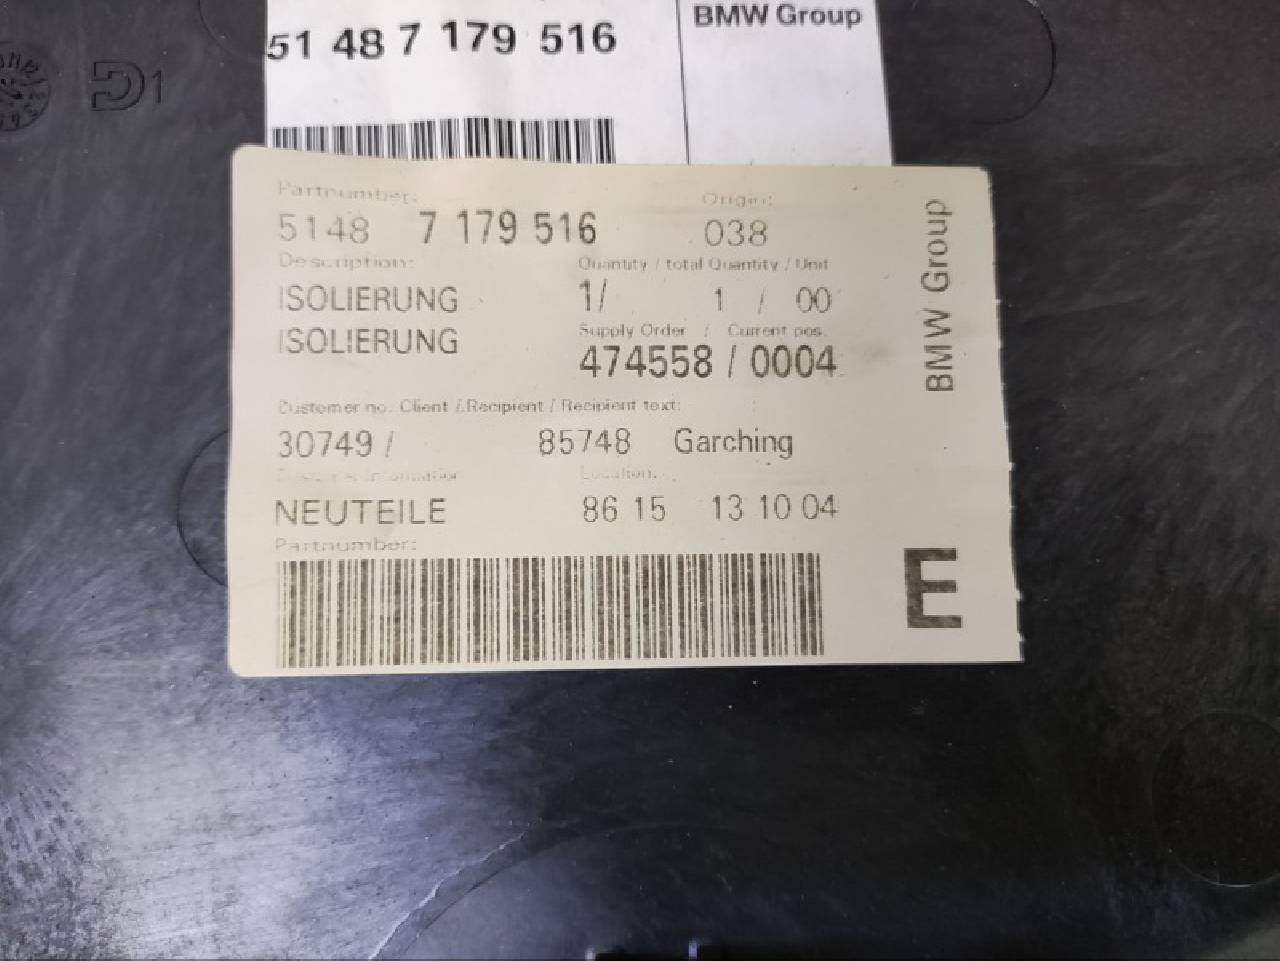 51 48 7 179 516
BMW Group
D1
Partnumber:
Origin:
5148 7 179 516
038
Description:
Quantity / total Quantity / Unit
ISOLIERUNG
1/ 1 / 00
ISOLIERUNG
Supply Order / Current pos.
474558 / 0004
Customer no. Client / Recipient / Recipient text:
30749 / 85748 Garching
Location:
NEUTEILE 86 15 13 10 04
Partnumber:
BMW Group
E